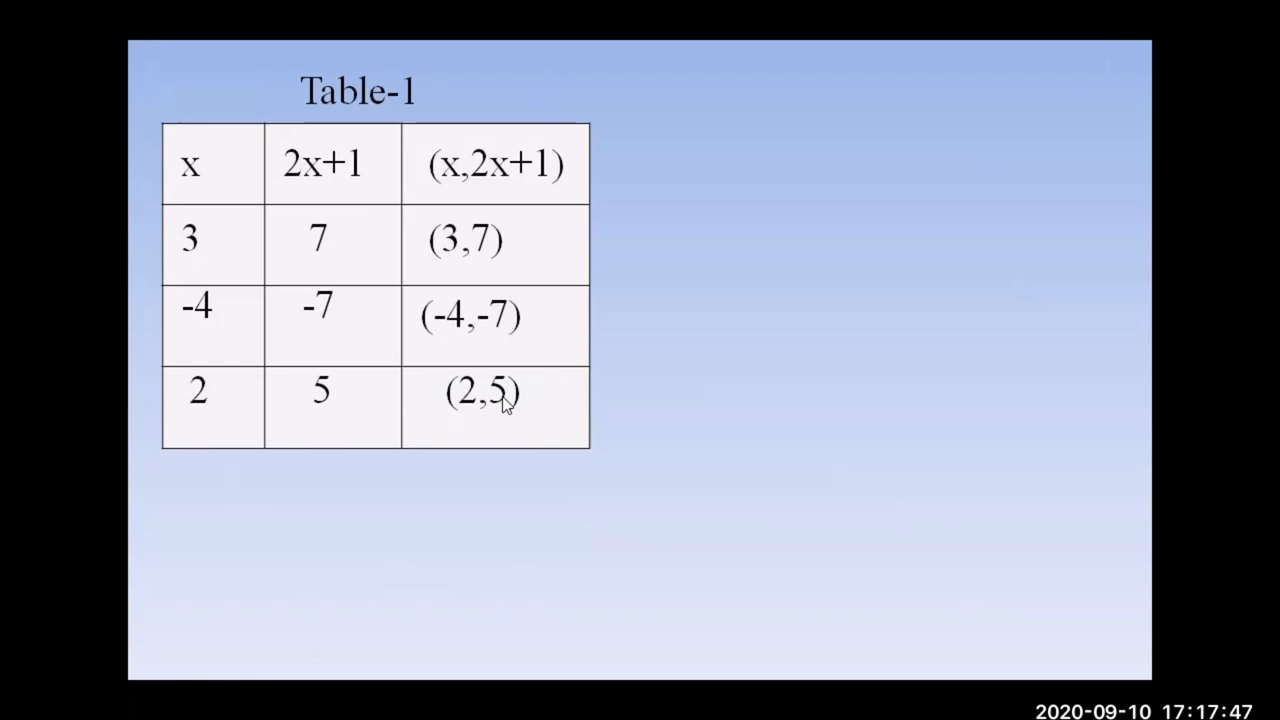 Table-1
x 2x+1 (x,2x+1)
3 7 (3,7)
-4 -7 (-4,-7)
2 5 (2,5)
2020-09-10 17:17:47